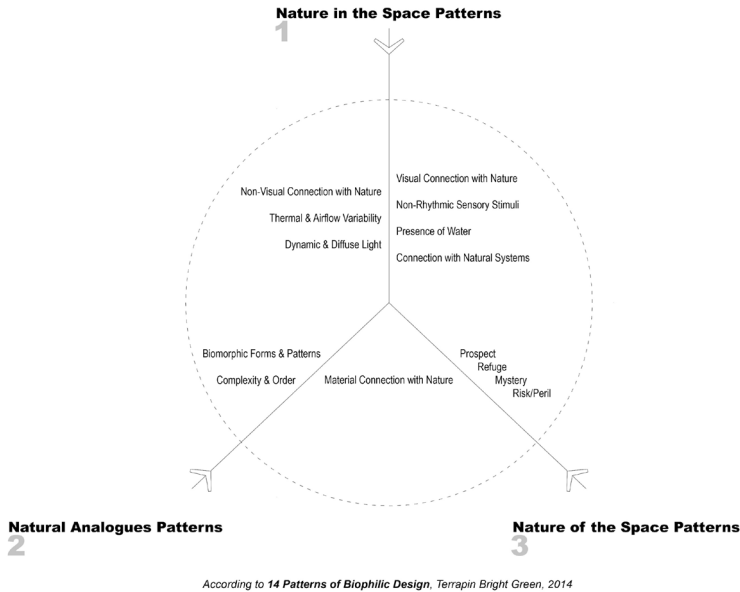 Nature in the Space Patterns
1
Non-Visual Connection with Nature
Thermal & Airflow Variability
Dynamic & Diffuse Light
Visual Connection with Nature
Non-Rhythmic Sensory Stimuli
Presence of Water
Connection with Natural Systems
Biomorphic Forms & Patterns
Complexity & Order
Material Connection with Nature
Prospect
Refuge
Mystery
Risk/Peril
Natural Analogues Patterns
2
Nature of the Space Patterns
3
According to 14 Patterns of Biophilic Design, Terrapin Bright Green, 2014